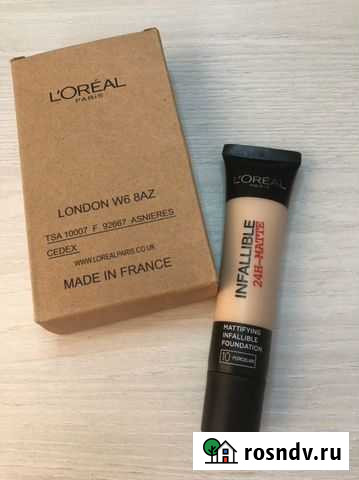 L'ORÉAL
PARIS
LONDON W6 8AZ
TSA 10007 F 92667 ASNIERES
CEDEX
WWW.LOREALPARIS.CO.UK
MADE IN FRANCE
L'ORÉAL
PARIS
INFALLIBLE
24H-MATTE
MATTIFYING
INFALLIBLE
FOUNDATION
10 PORCELAIN
rosndv.ru